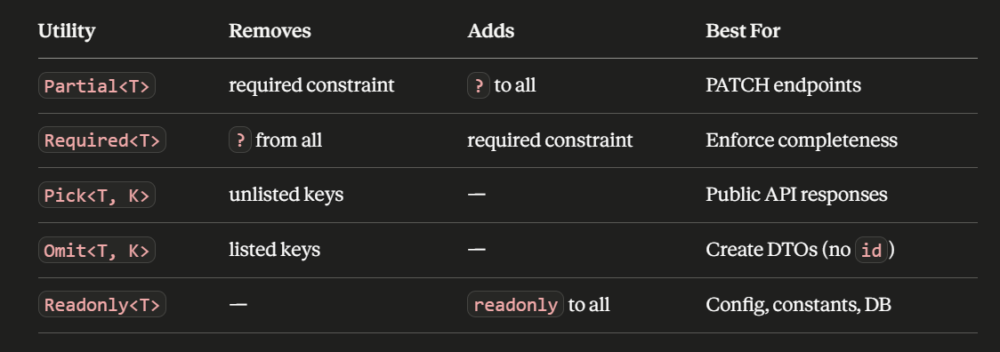 Utility Removes Adds Best For
Partial<T> required constraint ? to all PATCH endpoints
Required<T> ? from all required constraint Enforce completeness
Pick<T, K> unlisted keys — Public API responses
Omit<T, K> listed keys — Create DTOs (no id)
Readonly<T> — readonly to all Config, constants, DB